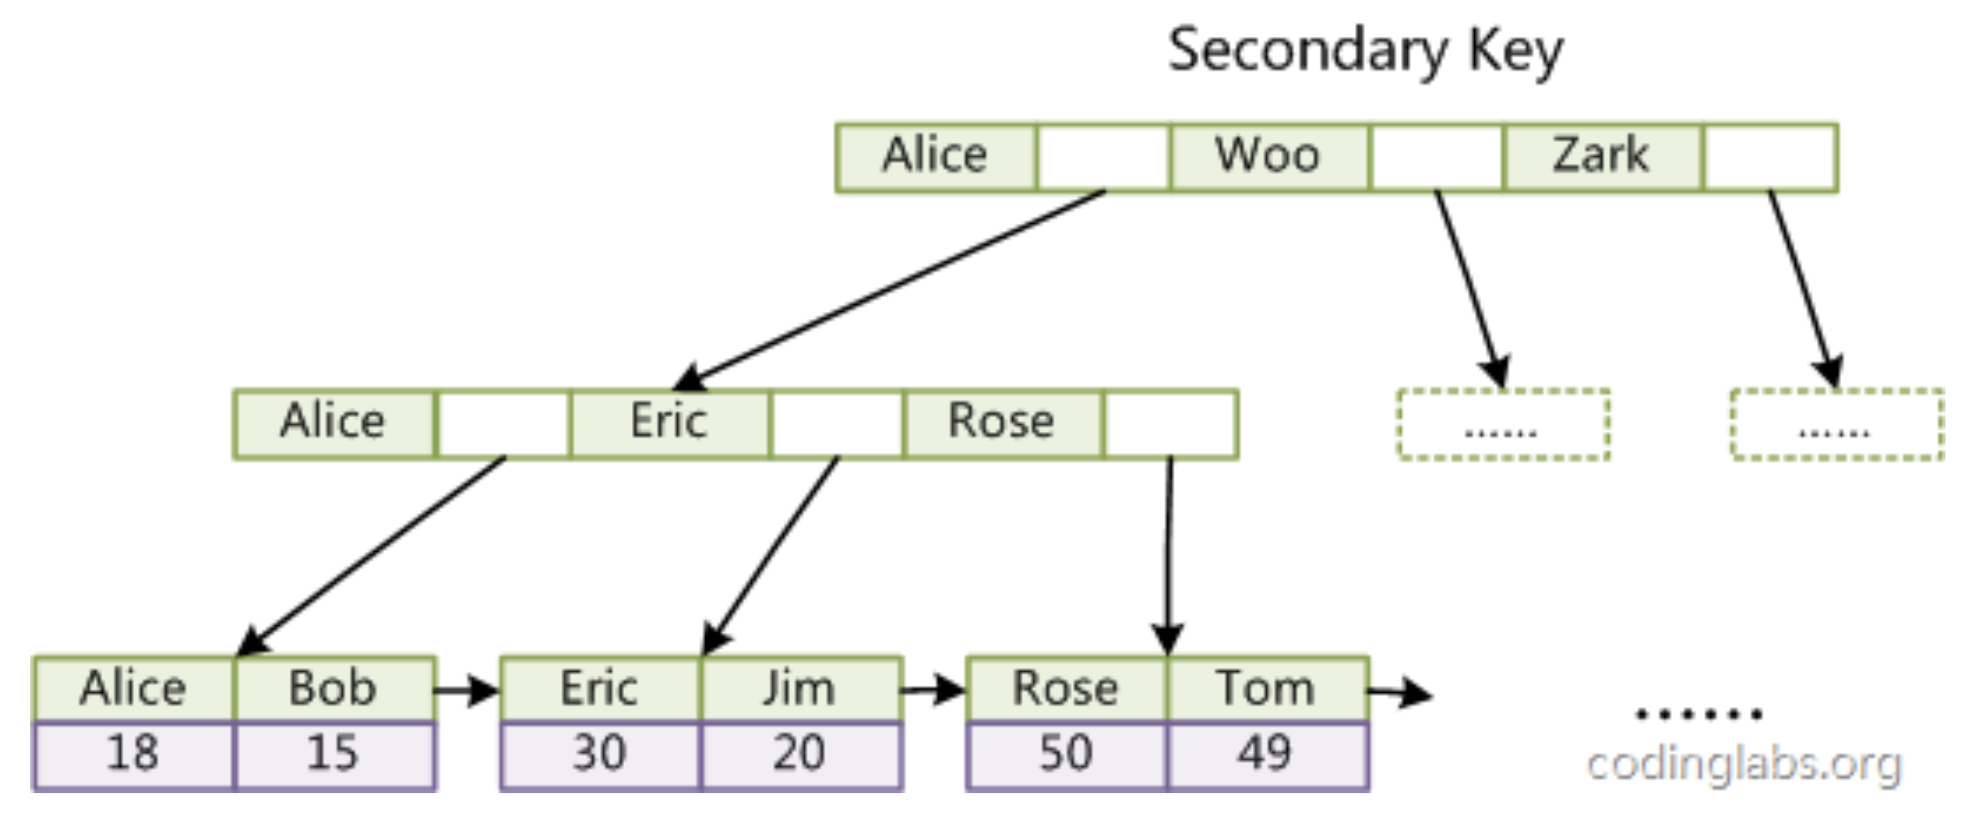 Secondary Key
Alice Woo Zark
Alice Eric Rose ...... ......
Alice Bob Eric Jim Rose Tom
......
18 15 30 20 50 49
codinglabs.org